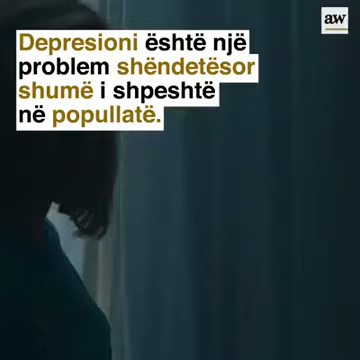 aw
Depresioni është një
problem shëndetësor
shumë i shpeshtë
në popullatë.